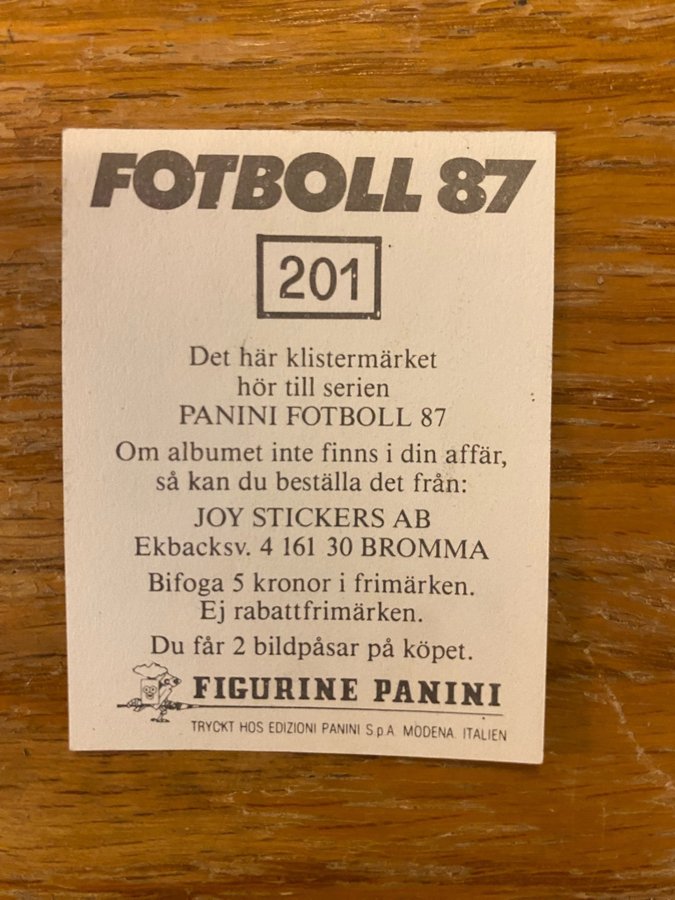 FOTBOLL 87
201
Det här klistermärket
hör till serien
PANINI FOTBOLL 87
Om albumet inte finns i din affär,
så kan du beställa det från:
JOY STICKERS AB
Ekbacksv. 4 161 30 BROMMA
Bifoga 5 kronor i frimärken.
Ej rabattfrimärken.
Du får 2 bildpåsar på köpet.
FIGURINE PANINI
TRYCKT HOS EDIZIONI PANINI S.p.A. MODENA. ITALIEN